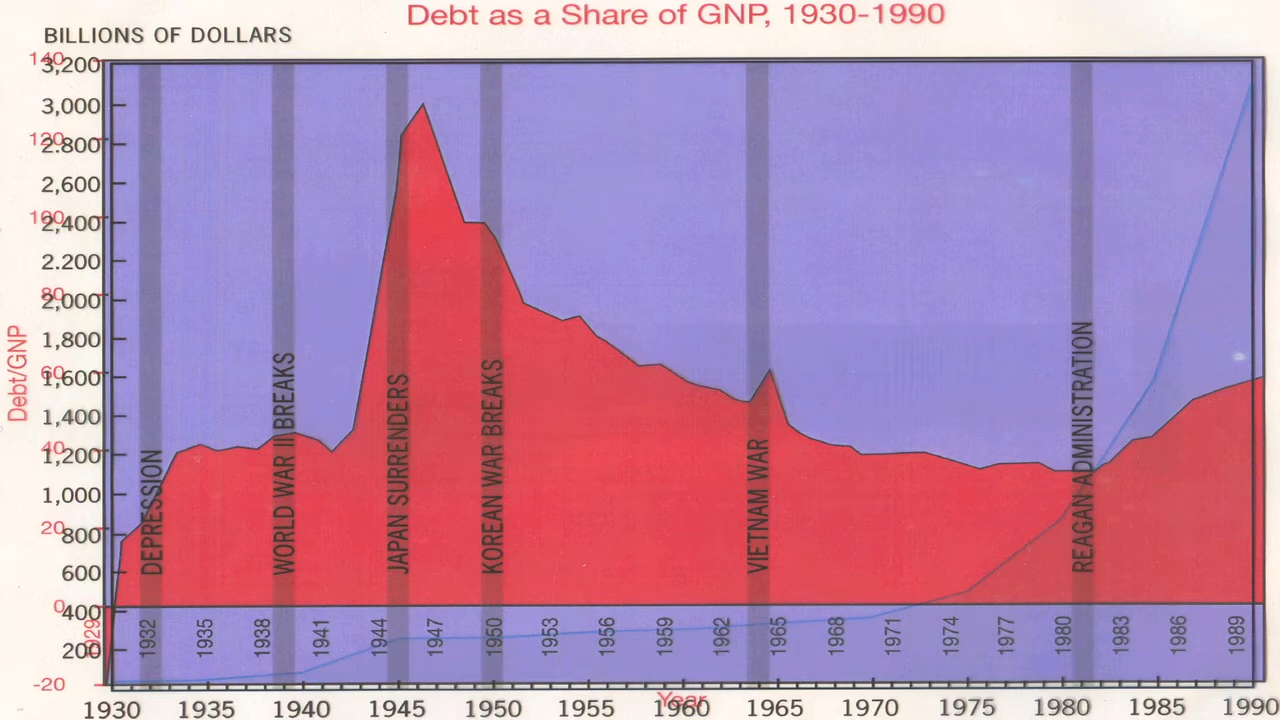 Debt as a Share of GNP, 1930-1990
BILLIONS OF DOLLARS
140
3,200
3,000
120
2.800
2,600
100
2,400
2.200
80
2,000
1,800
60
1,600
1,400
40
1,200
1,000
20
800
600
0
400
200
-20
Debt/GNP
DEPRESSION
WORLD WAR II BREAKS
JAPAN SURRENDERS
KOREAN WAR BREAKS
VIETNAM WAR
REAGAN ADMINISTRATION
1929 1932 1935 1938 1941 1944 1947 1950 1953 1956 1959 1962 1965 1968 1971 1974 1977 1980 1983 1986 1989
Year
1930 1935 1940 1945 1950 1955 1960 1965 1970 1975 1980 1985 1990